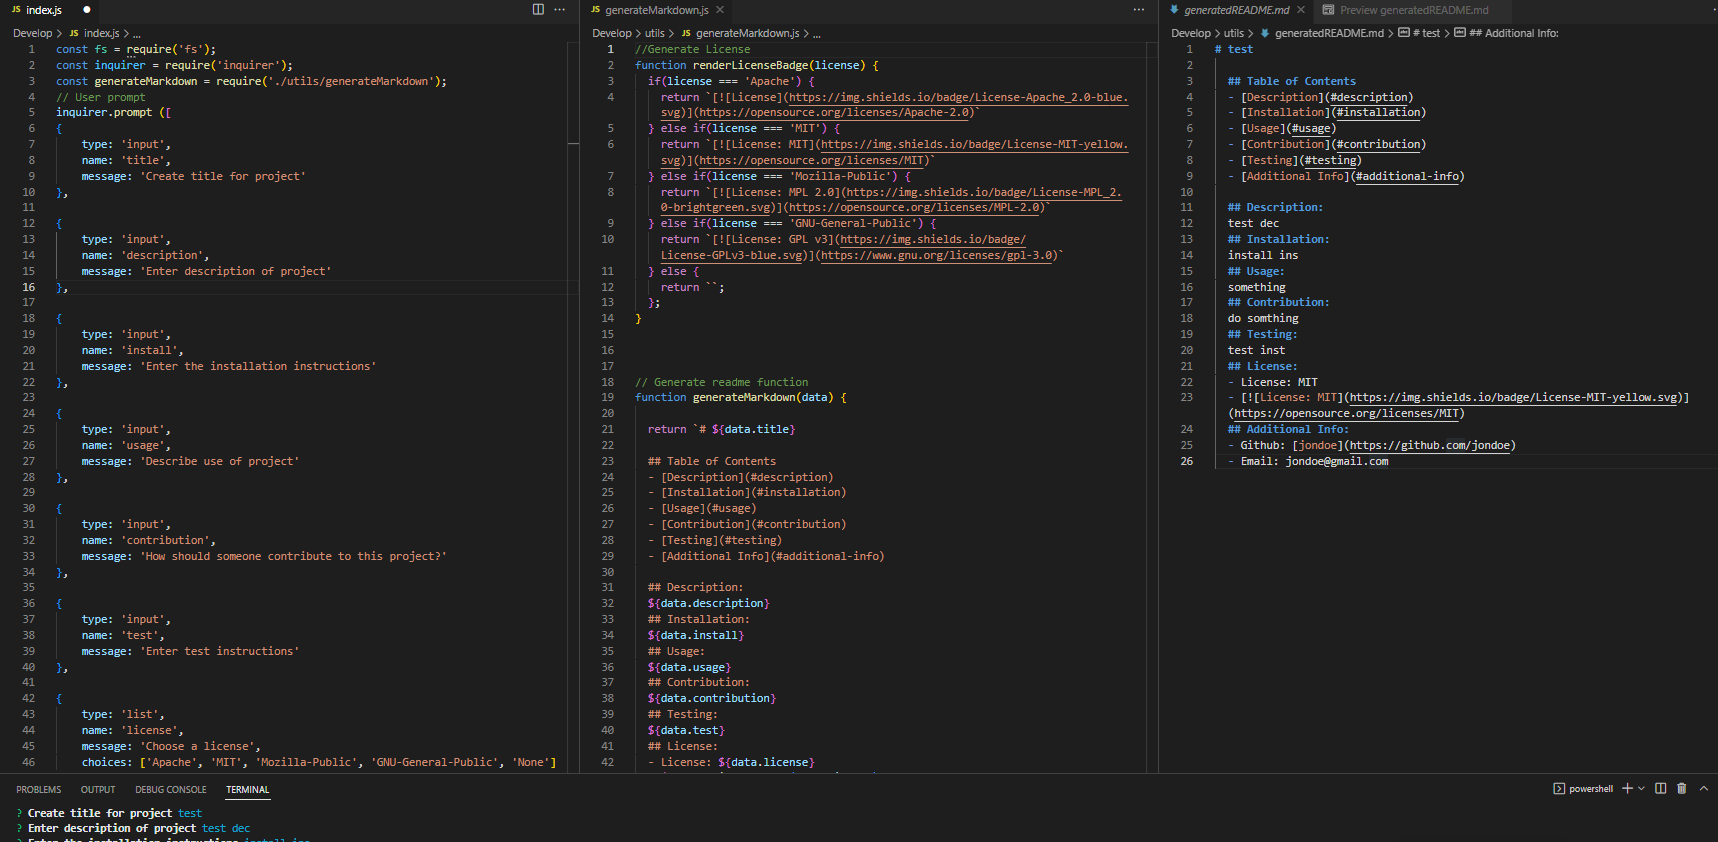 JS index.js ●
Develop > JS index.js > ...
1 const fs = require('fs');
2 const inquirer = require('inquirer');
3 const generateMarkdown = require('./utils/generateMarkdown');
4 // User prompt
5 inquirer.prompt ([
6 {
7 type: 'input',
8 name: 'title',
9 message: 'Create title for project'
10 },
11
12 {
13 type: 'input',
14 name: 'description',
15 message: 'Enter description of project'
16 },
17
18 {
19 type: 'input',
20 name: 'install',
21 message: 'Enter the installation instructions'
22 },
23
24 {
25 type: 'input',
26 name: 'usage',
27 message: 'Describe use of project'
28 },
29
30 {
31 type: 'input',
32 name: 'contribution',
33 message: 'How should someone contribute to this project?'
34 },
35
36 {
37 type: 'input',
38 name: 'test',
39 message: 'Enter test instructions'
40 },
41
42 {
43 type: 'list',
44 name: 'license',
45 message: 'Choose a license',
46 choices: ['Apache', 'MIT', 'Mozilla-Public', 'GNU-General-Public', 'None']
JS generateMarkdown.js ×
Develop > utils > JS generateMarkdown.js > ...
1 //Generate License
2 function renderLicenseBadge(license) {
3 if(license === 'Apache') {
4 return `[![License](https://img.shields.io/badge/License-Apache_2.0-blue.
svg)](https://opensource.org/licenses/Apache-2.0)`
5 } else if(license === 'MIT') {
6 return `[![License: MIT](https://img.shields.io/badge/License-MIT-yellow.
svg)](https://opensource.org/licenses/MIT)`
7 } else if(license === 'Mozilla-Public') {
8 return `[![License: MPL 2.0](https://img.shields.io/badge/License-MPL_2.
0-brightgreen.svg)](https://opensource.org/licenses/MPL-2.0)`
9 } else if(license === 'GNU-General-Public') {
10 return `[![License: GPL v3](https://img.shields.io/badge/
License-GPLv3-blue.svg)](https://www.gnu.org/licenses/gpl-3.0)`
11 } else {
12 return ``;
13 };
14 }
15
16
17
18 // Generate readme function
19 function generateMarkdown(data) {
20
21 return `# ${data.title}
22
23 ## Table of Contents
24 - [Description](#description)
25 - [Installation](#installation)
26 - [Usage](#usage)
27 - [Contribution](#contribution)
28 - [Testing](#testing)
29 - [Additional Info](#additional-info)
30
31 ## Description:
32 ${data.description}
33 ## Installation:
34 ${data.install}
35 ## Usage:
36 ${data.usage}
37 ## Contribution:
38 ${data.contribution}
39 ## Testing:
40 ${data.test}
41 ## License:
42 - License: ${data.license}
generatedREADME.md × Preview generatedREADME.md
Develop > utils > generatedREADME.md > # test > ## Additional Info:
1 # test
2
3 ## Table of Contents
4 - [Description](#description)
5 - [Installation](#installation)
6 - [Usage](#usage)
7 - [Contribution](#contribution)
8 - [Testing](#testing)
9 - [Additional Info](#additional-info)
10
11 ## Description:
12 test dec
13 ## Installation:
14 install ins
15 ## Usage:
16 something
17 ## Contribution:
18 do somthing
19 ## Testing:
20 test inst
21 ## License:
22 - License: MIT
23 - [![License: MIT](https://img.shields.io/badge/License-MIT-yellow.svg)]
(https://opensource.org/licenses/MIT)
24 ## Additional Info:
25 - Github: [jondoe](https://github.com/jondoe)
26 - Email: jondoe@gmail.com
PROBLEMS OUTPUT DEBUG CONSOLE TERMINAL
powershell
? Create title for project test
? Enter description of project test dec
? Enter the installation instructions install ins